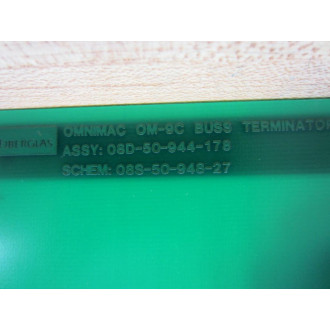 OMNIMAC OM-9C BUSS TERMINATO
ASSY: 08D-50-944-178
SCHEM: 08S-50-948-27